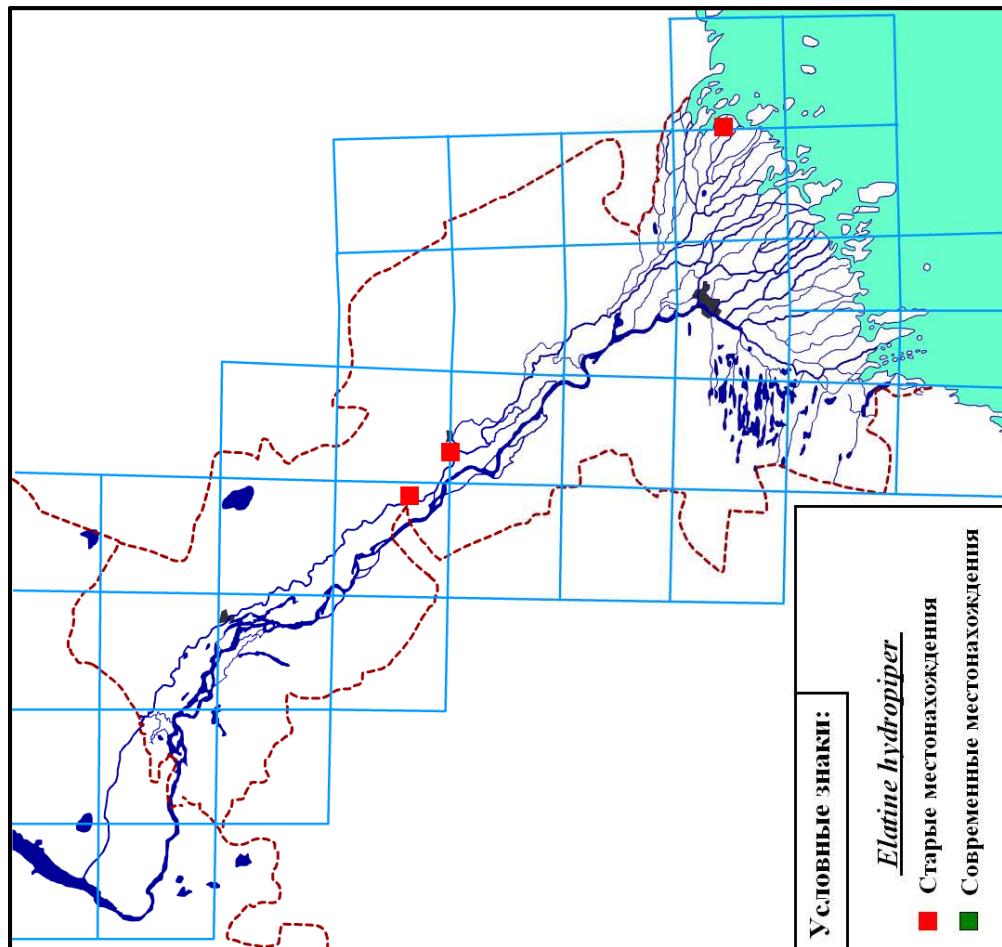 Условные знаки:
Elatine hydropiper
Старые местонахождения
Современные местонахождения